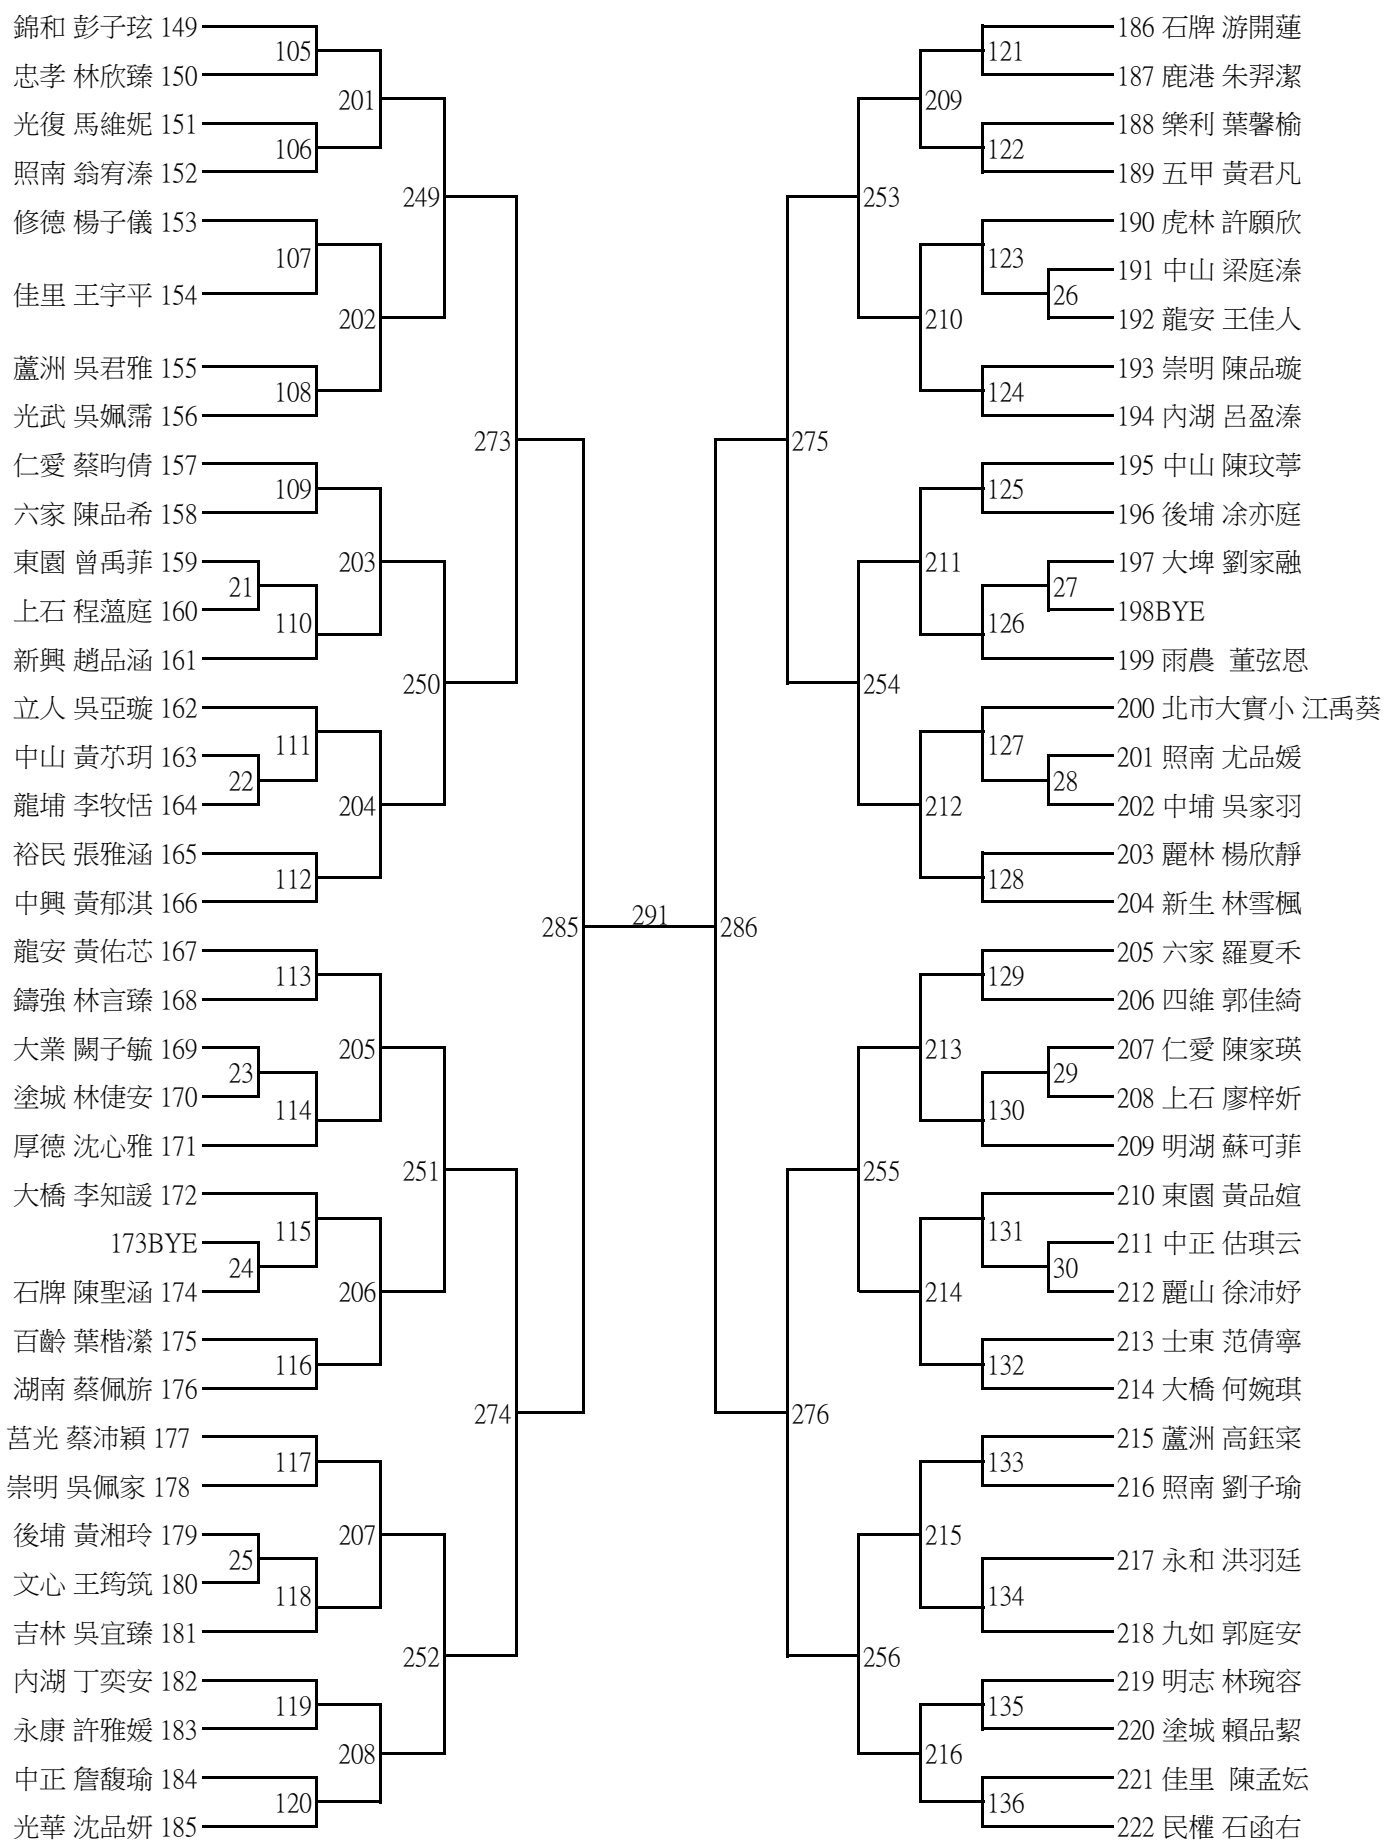 錦和 彭子玹 149
105
忠孝 林欣臻 150
201
光復 馬維妮 151
106
照南 翁宥溱 152
249
修德 楊子儀 153
107
佳里 王宇平 154
202
蘆洲 吳君雅 155
108
光武 吳姵霈 156
273
仁愛 蔡昀倩 157
109
六家 陳品希 158
203
東園 曾禹菲 159
21
上石 程薀庭 160
110
新興 趙品涵 161
250
立人 吳亞璇 162
111
中山 黃芯玥 163
22
龍埔 李牧恬 164
204
裕民 張雅涵 165
112
中興 黃郁淇 166
285
龍安 黃佑芯 167
113
鑄強 林言臻 168
205
大業 闕子毓 169
23
塗城 林倢安 170
114
厚德 沈心雅 171
251
大橋 李知諼 172
115
173BYE
24
石牌 陳聖涵 174
206
百齡 葉楷瀠 175
116
湖南 蔡佩旂 176
274
莒光 蔡沛穎 177
117
崇明 吳佩家 178
207
後埔 黃湘玲 179
25
文心 王筠筑 180
118
吉林 吳宜臻 181
252
內湖 丁奕安 182
119
永康 許雅媛 183
208
中正 詹馥瑜 184
120
光華 沈品妍 185
291
186 石牌 游開蓮
121
187 鹿港 朱羿潔
209
188 樂利 葉馨榆
122
189 五甲 黃君凡
253
190 虎林 許願欣
123
191 中山 梁庭溱
26
192 龍安 王佳人
210
193 崇明 陳品璇
124
194 內湖 呂盈溱
275
195 中山 陳玟葶
125
196 後埔 凃亦庭
211
197 大埤 劉家融
27
198BYE
126
199 雨農 董弦恩
254
200 北市大實小 江禹葵
127
201 照南 尤品媛
28
202 中埔 吳家羽
212
203 麗林 楊欣靜
128
204 新生 林雪楓
286
205 六家 羅夏禾
129
206 四維 郭佳綺
213
207 仁愛 陳家瑛
29
208 上石 廖梓妡
130
209 明湖 蘇可菲
255
210 東園 黃品媗
131
211 中正 估琪云
30
212 麗山 徐沛妤
214
213 士東 范倩寧
132
214 大橋 何婉琪
276
215 蘆洲 高鈺寀
133
216 照南 劉子瑜
215
217 永和 洪羽廷
134
218 九如 郭庭安
256
219 明志 林琬容
135
220 塗城 賴品絜
216
221 佳里 陳孟妘
136
222 民權 石函右